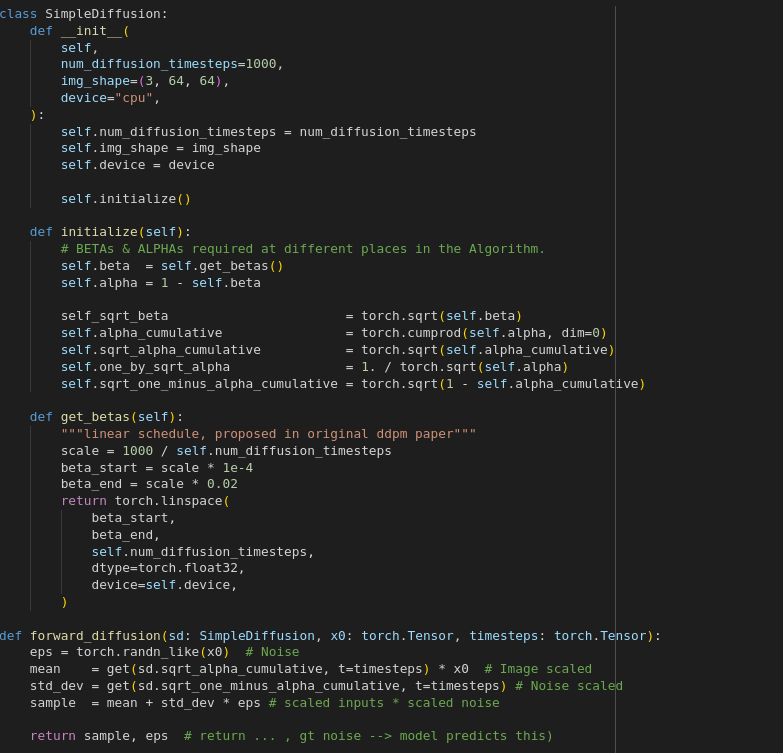 class SimpleDiffusion:
    def __init__(
        self,
        num_diffusion_timesteps=1000,
        img_shape=(3, 64, 64),
        device="cpu",
    ):
        self.num_diffusion_timesteps = num_diffusion_timesteps
        self.img_shape = img_shape
        self.device = device

        self.initialize()

    def initialize(self):
        # BETAs & ALPHAs required at different places in the Algorithm.
        self.beta  = self.get_betas()
        self.alpha = 1 - self.beta

        self_sqrt_beta                       = torch.sqrt(self.beta)
        self.alpha_cumulative                = torch.cumprod(self.alpha, dim=0)
        self.sqrt_alpha_cumulative           = torch.sqrt(self.alpha_cumulative)
        self.one_by_sqrt_alpha               = 1. / torch.sqrt(self.alpha)
        self.sqrt_one_minus_alpha_cumulative = torch.sqrt(1 - self.alpha_cumulative)

    def get_betas(self):
        """linear schedule, proposed in original ddpm paper"""
        scale = 1000 / self.num_diffusion_timesteps
        beta_start = scale * 1e-4
        beta_end = scale * 0.02
        return torch.linspace(
            beta_start,
            beta_end,
            self.num_diffusion_timesteps,
            dtype=torch.float32,
            device=self.device,
        )

def forward_diffusion(sd: SimpleDiffusion, x0: torch.Tensor, timesteps: torch.Tensor):
    eps = torch.randn_like(x0)  # Noise
    mean    = get(sd.sqrt_alpha_cumulative, t=timesteps) * x0  # Image scaled
    std_dev = get(sd.sqrt_one_minus_alpha_cumulative, t=timesteps) # Noise scaled
    sample  = mean + std_dev * eps # scaled inputs * scaled noise

    return sample, eps  # return ... , gt noise --> model predicts this)